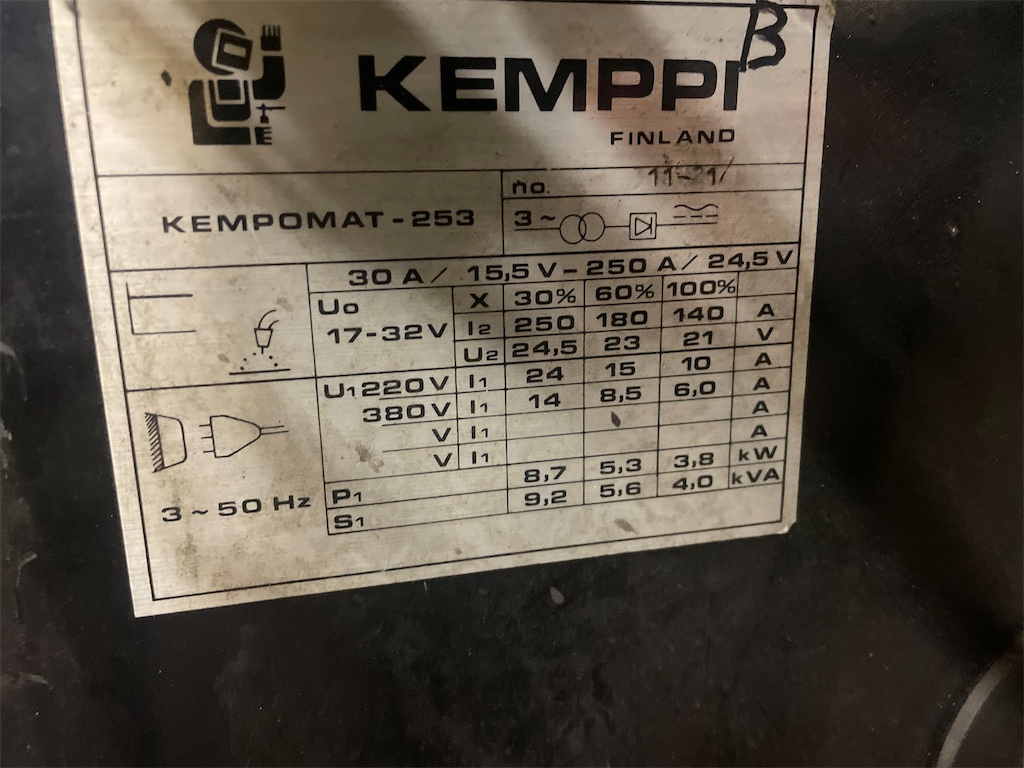 B
KEMPPI
FINLAND
no.
KEMPOMAT-253
3~
30 A/ 15,5 V - 250 A/ 24,5 V
U0 X 30% 60% 100%
17-32V I2 250 180 140 A
U2 24,5 23 21 V
U1 220V I1 24 15 10 A
380V I1 14 8,5 6,0 A
V I1 A
V I1 A
3~50 Hz
P1 8,7 5,3 3,8 kW
S1 9,2 5,6 4,0 kVA